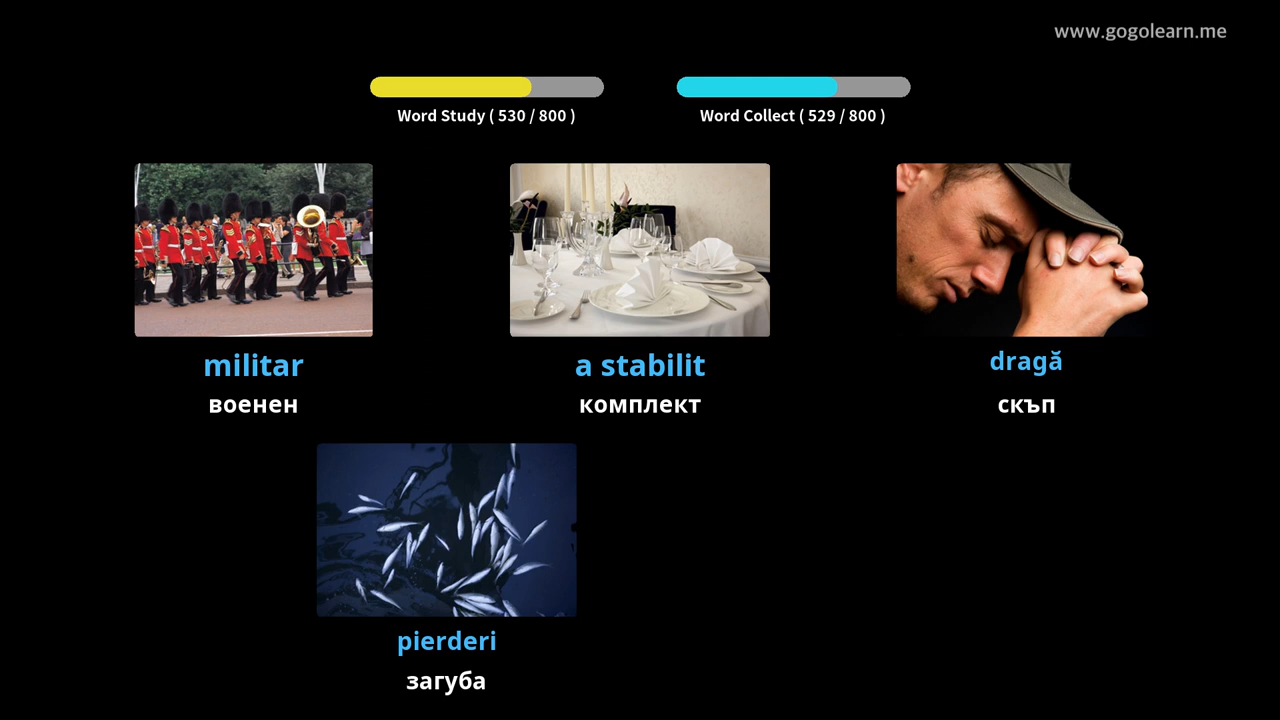 www.gogolearn.me
Word Study ( 530 / 800 )
Word Collect ( 529 / 800 )
militar
военен
a stabilit
комплект
dragă
скъп
pierderi
загуба